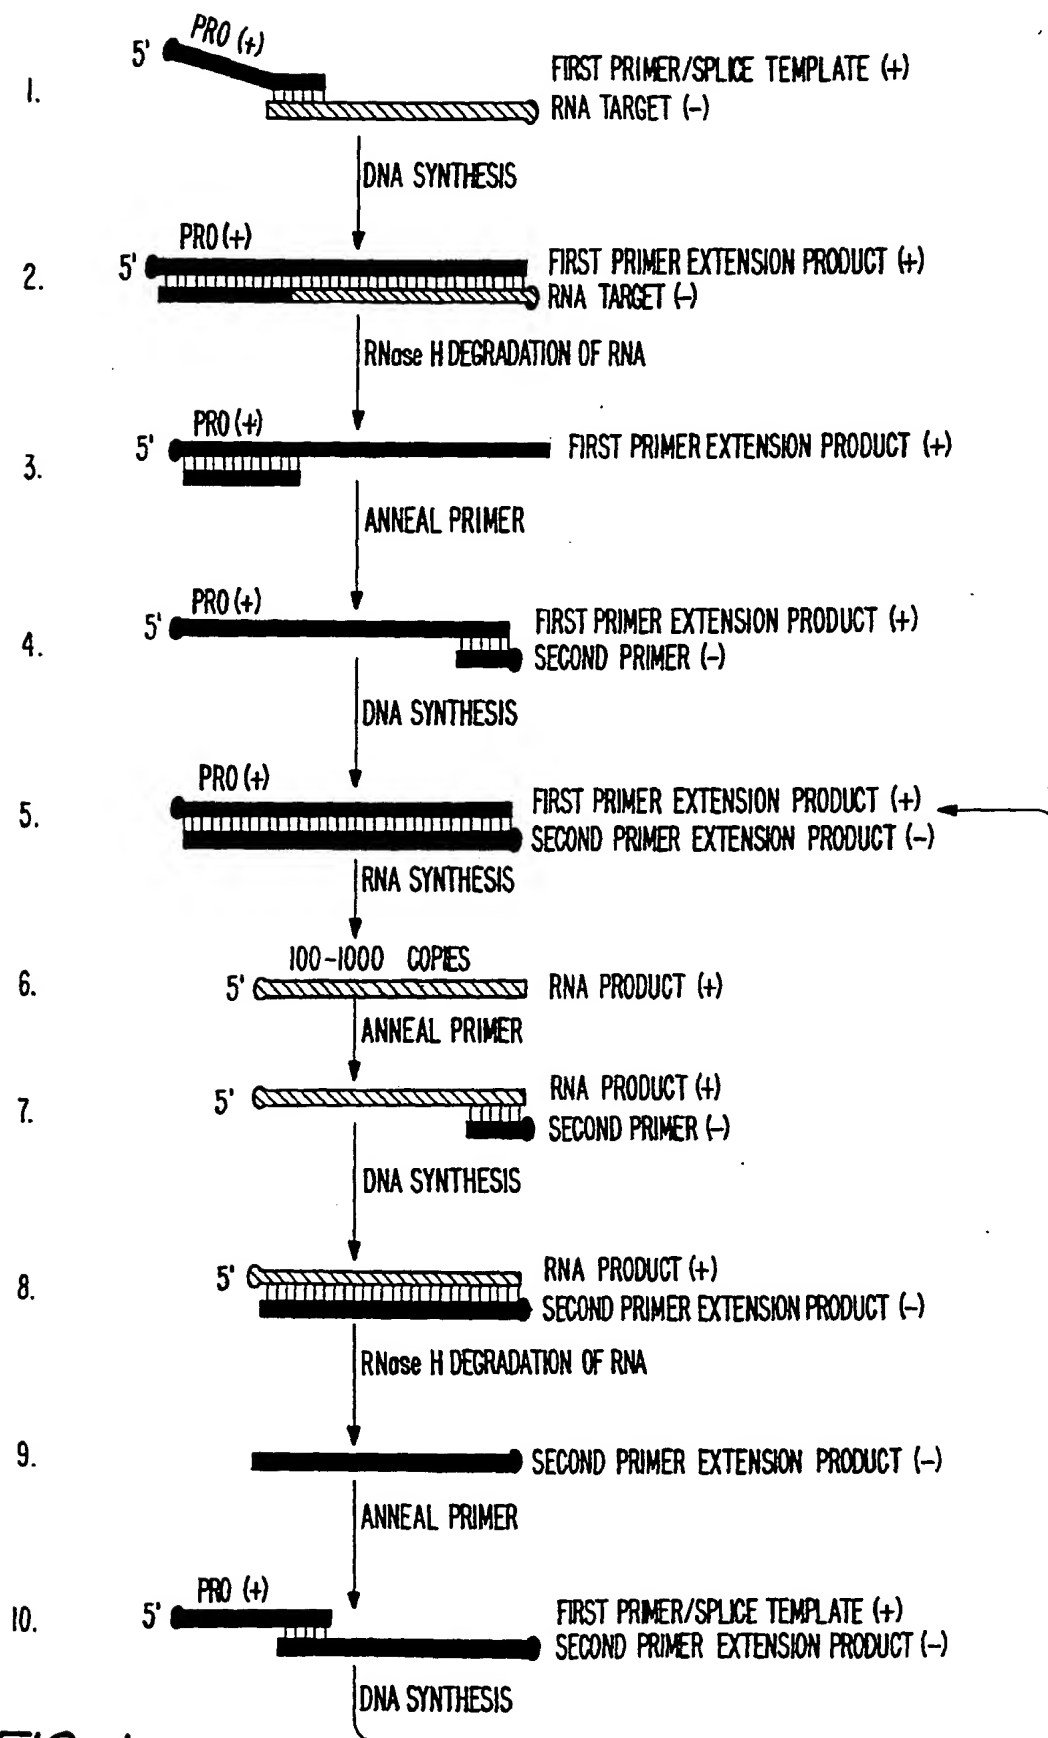 5' PRO (+)
1.
FIRST PRIMER/SPLICE TEMPLATE (+)
RNA TARGET (-)
DNA SYNTHESIS
PRO (+)
5'
2.
FIRST PRIMER EXTENSION PRODUCT (+)
RNA TARGET (-)
RNase H DEGRADATION OF RNA
PRO (+)
5'
3.
FIRST PRIMER EXTENSION PRODUCT (+)
ANNEAL PRIMER
PRO (+)
5'
4.
FIRST PRIMER EXTENSION PRODUCT (+)
SECOND PRIMER (-)
DNA SYNTHESIS
PRO (+)
5.
FIRST PRIMER EXTENSION PRODUCT (+)
SECOND PRIMER EXTENSION PRODUCT (-)
RNA SYNTHESIS
100-1000 COPIES
6.
5'
RNA PRODUCT (+)
ANNEAL PRIMER
7.
5'
RNA PRODUCT (+)
SECOND PRIMER (-)
DNA SYNTHESIS
8.
5'
RNA PRODUCT (+)
SECOND PRIMER EXTENSION PRODUCT (-)
RNase H DEGRADATION OF RNA
9.
SECOND PRIMER EXTENSION PRODUCT (-)
ANNEAL PRIMER
PRO (+)
10.
5'
FIRST PRIMER/SPLICE TEMPLATE (+)
SECOND PRIMER EXTENSION PRODUCT (-)
DNA SYNTHESIS